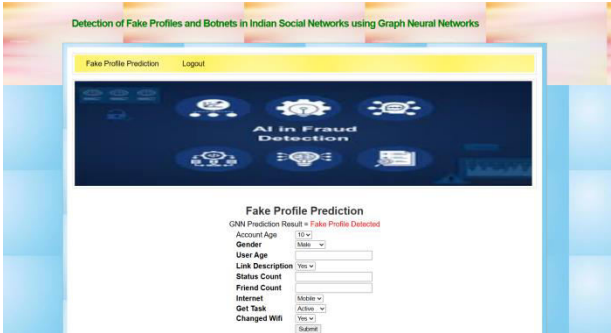 Detection of Fake Profiles and Botnets in Indian Social Networks using Graph Neural Networks
Fake Profile Prediction Logout
AI in Fraud
Detection
Fake Profile Prediction
GNN Prediction Result = Fake Profile Detected
Account Age 10
Gender Male
User Age
Link Description Yes
Status Count
Friend Count
Internet Mobile
Get Task Active
Changed Wifi Yes
Submit